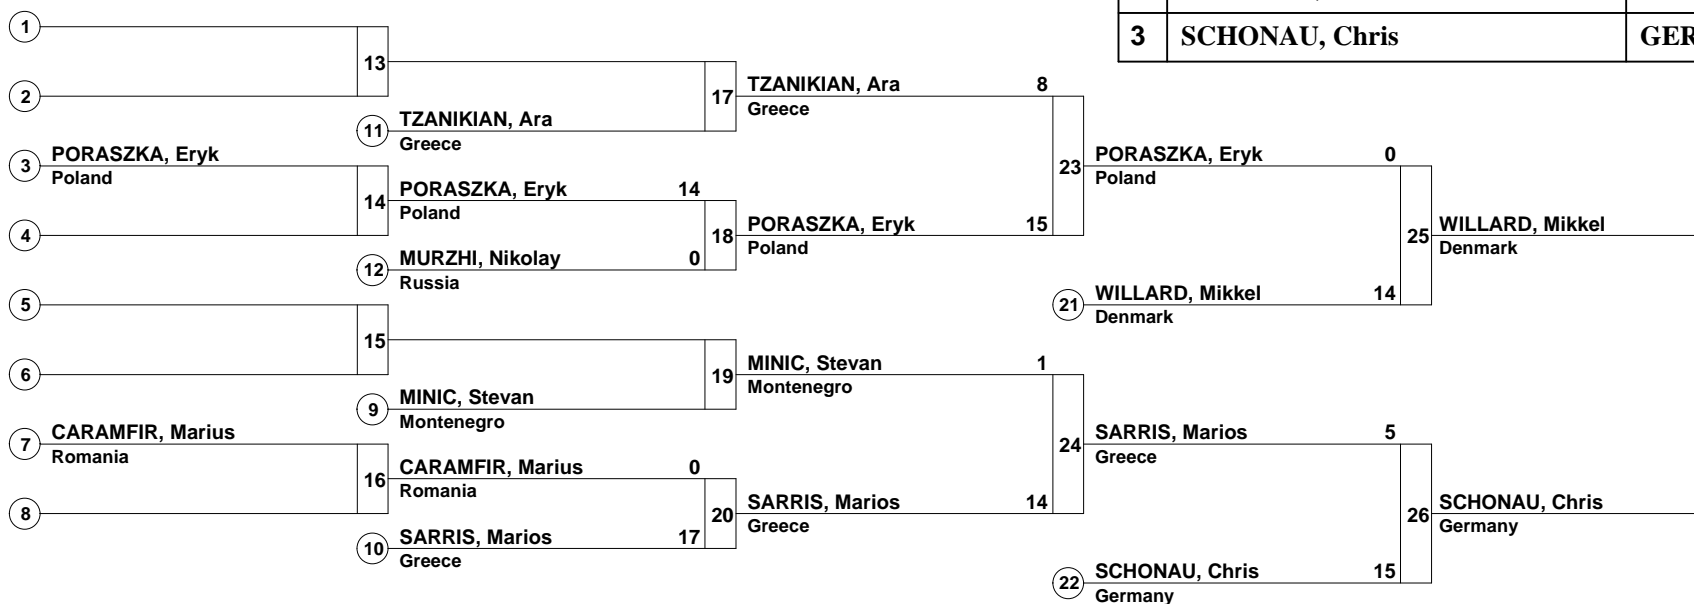 3 SCHONAU, Chris GER
1
13
2
TZANIKIAN, Ara 8
17
Greece
TZANIKIAN, Ara
11
Greece
PORASZKA, Eryk
3
Poland
PORASZKA, Eryk 0
23
Poland
14
PORASZKA, Eryk 14
Poland
4
18
PORASZKA, Eryk 15
Poland
25
WILLARD, Mikkel
Denmark
MURZHI, Nikolay 0
12
Russia
5
WILLARD, Mikkel 14
21
Denmark
15
6
19
MINIC, Stevan 1
Montenegro
MINIC, Stevan
9
Montenegro
CARAMFIR, Marius
7
Romania
SARRIS, Marios 5
24
Greece
16
CARAMFIR, Marius 0
Romania
8
20
SARRIS, Marios 14
Greece
26
SCHONAU, Chris
Germany
SARRIS, Marios 17
10
Greece
SCHONAU, Chris 15
22
Germany